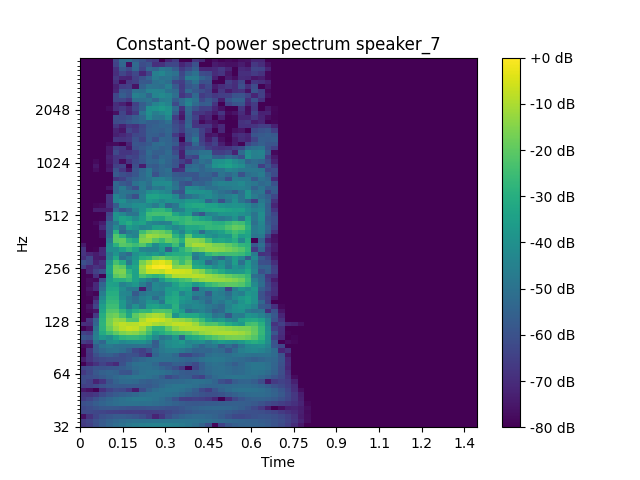 Constant-Q power spectrum speaker_7
Hz
2048
1024
512
256
128
64
32
0 0.15 0.3 0.45 0.6 0.75 0.9 1.1 1.2 1.4
Time
+0 dB
-10 dB
-20 dB
-30 dB
-40 dB
-50 dB
-60 dB
-70 dB
-80 dB